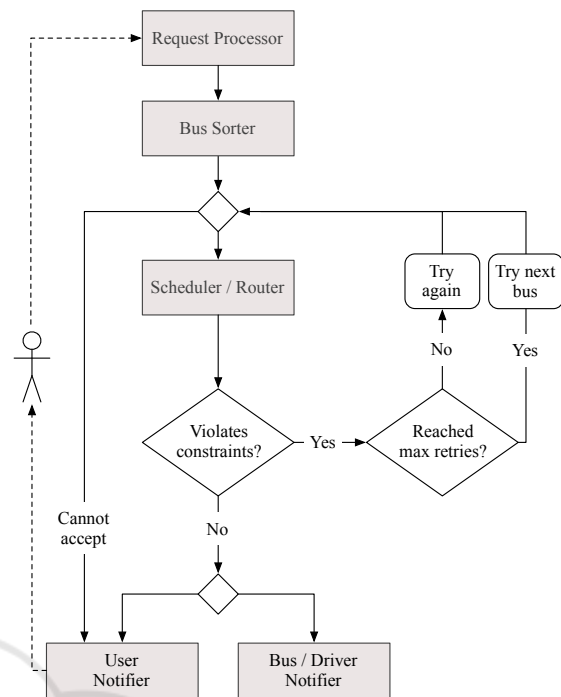 Request Processor
Bus Sorter
Scheduler / Router
Try
again
Try next
bus
No
Yes
Violates
constraints?
Yes
Reached
max retries?
Cannot
accept
No
User
Notifier
Bus / Driver
Notifier